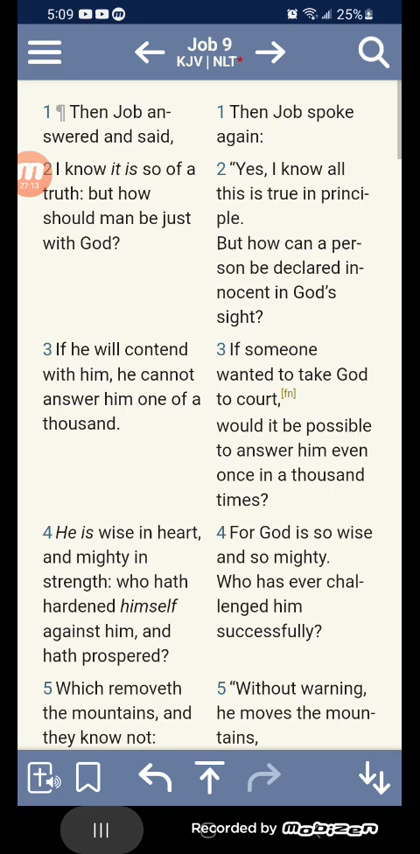 5:09 25%
Job 9
KJV | NLT*
1 ¶ Then Job an-
swered and said,
2 I know it is so of a
truth: but how
should man be just
with God?
3 If he will contend
with him, he cannot
answer him one of a
thousand.
4 He is wise in heart,
and mighty in
strength: who hath
hardened himself
against him, and
hath prospered?
5 Which removeth
the mountains, and
they know not:
1 Then Job spoke
again:
2 “Yes, I know all
this is true in princi-
ple.
But how can a per-
son be declared in-
nocent in God’s
sight?
3 If someone
wanted to take God
to court,[fn]
would it be possible
to answer him even
once in a thousand
times?
4 For God is so wise
and so mighty.
Who has ever chal-
lenged him
successfully?
5 “Without warning,
he moves the moun-
tains,
m
27:13
Recorded by mobizen